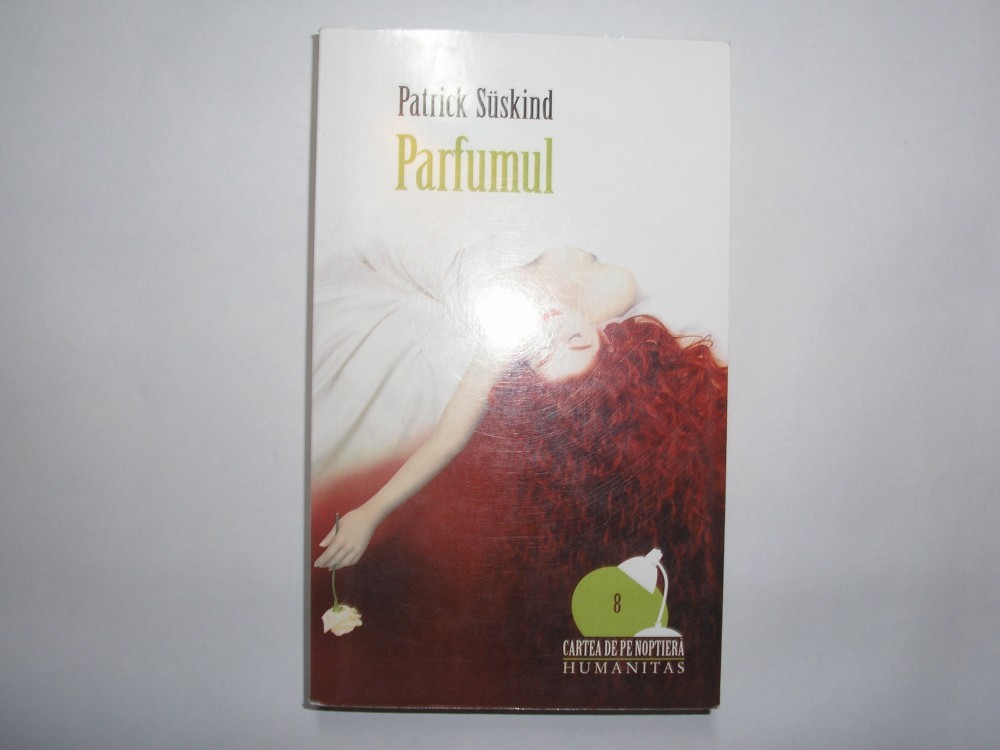 Patrick Süskind
Parfumul
8
CARTEA DE PE NOPTIERĂ
HUMANITAS